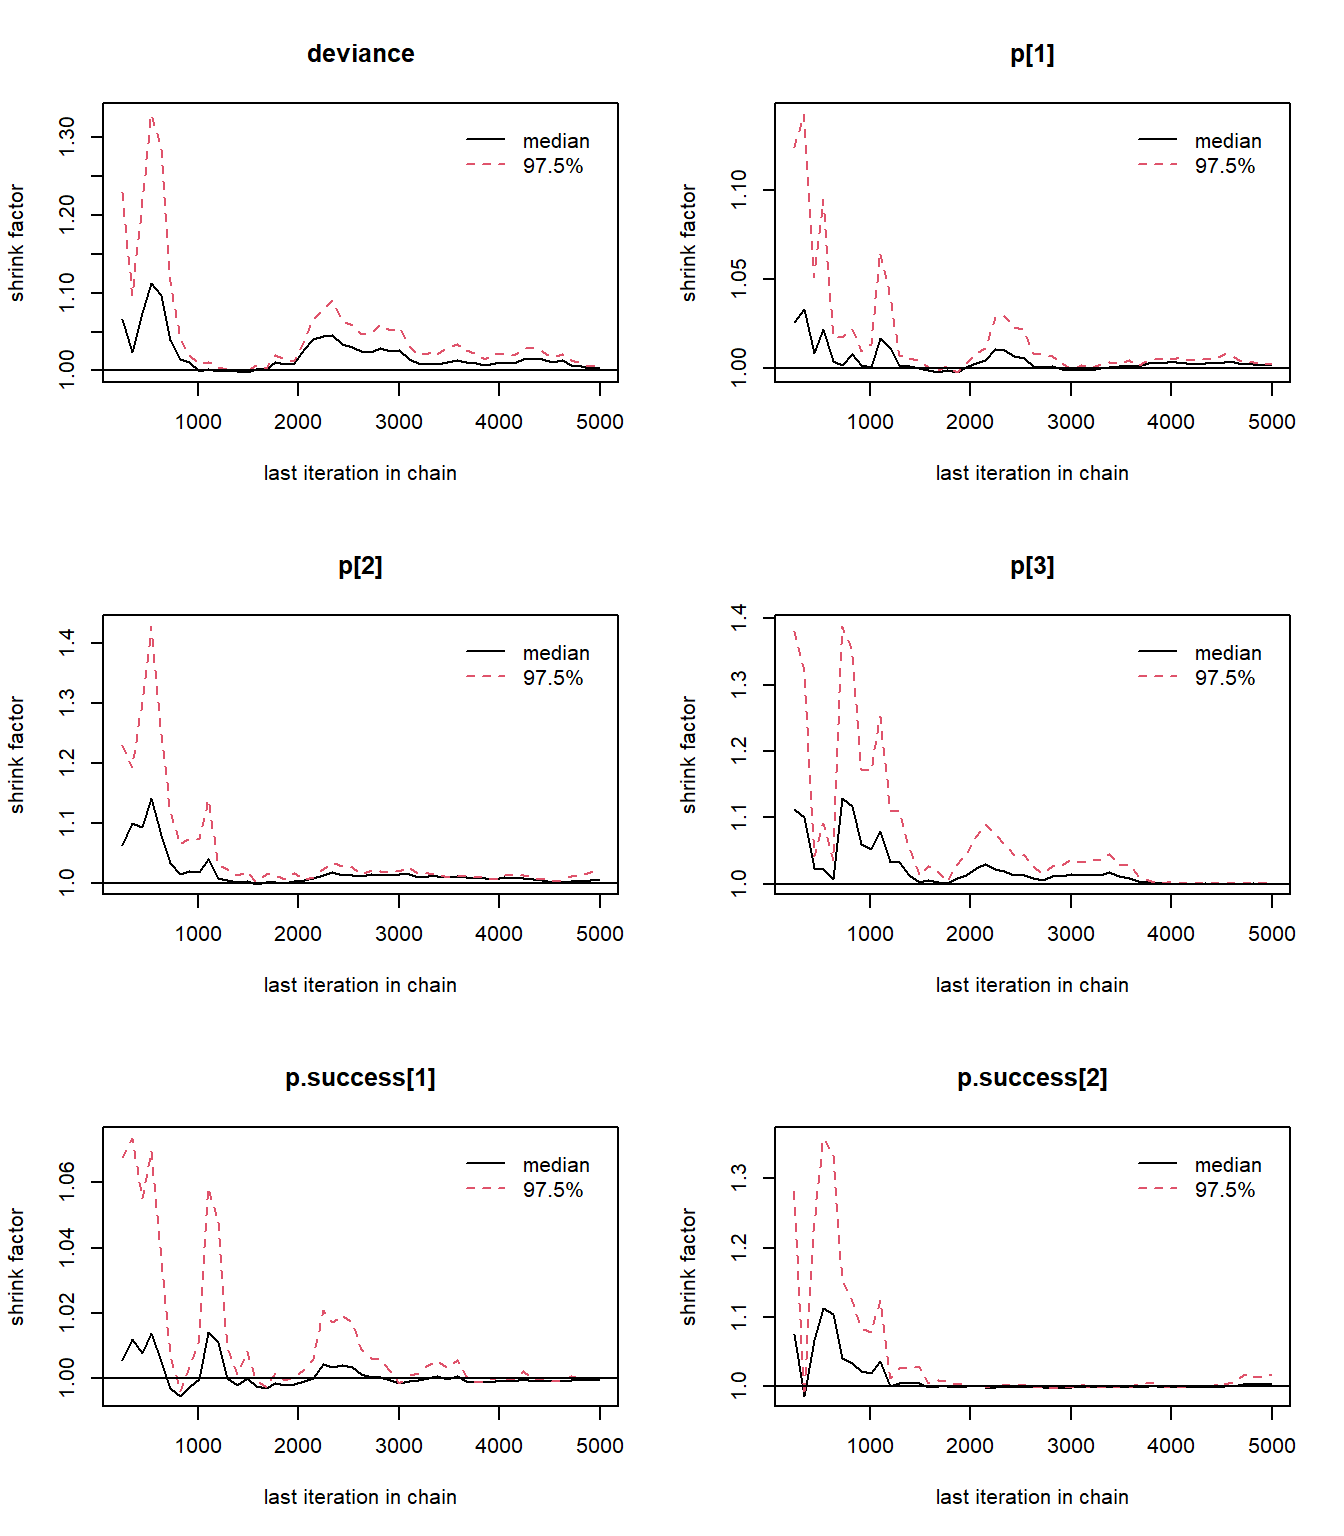 deviance
shrink factor
1.00
1.10
1.20
1.30
median
97.5%
1000
2000
3000
4000
5000
last iteration in chain
p[1]
shrink factor
1.00
1.05
1.10
median
97.5%
1000
2000
3000
4000
5000
last iteration in chain
p[2]
shrink factor
1.0
1.1
1.2
1.3
1.4
median
97.5%
1000
2000
3000
4000
5000
last iteration in chain
p[3]
shrink factor
1.0
1.1
1.2
1.3
1.4
median
97.5%
1000
2000
3000
4000
5000
last iteration in chain
p.success[1]
shrink factor
1.00
1.02
1.04
1.06
median
97.5%
1000
2000
3000
4000
5000
last iteration in chain
p.success[2]
shrink factor
1.0
1.1
1.2
1.3
median
97.5%
1000
2000
3000
4000
5000
last iteration in chain